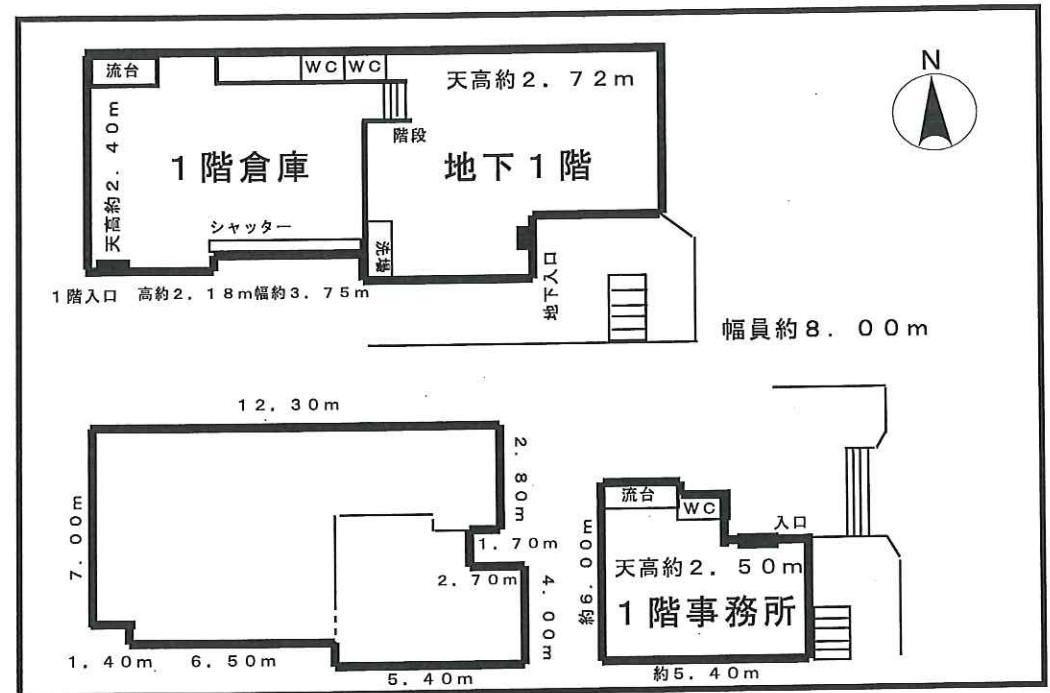 流台
WC WC
天高約2.72m
N
天高約2.40m
階段
1階倉庫
地下1階
シャッター
洗場
地下入口
1階入口 高約2.18m幅約3.75m
幅員約8.00m
12.30m
2.80m
7.00m
1.70m
2.70m
4.00m
1.40m
6.50m
5.40m
流台
WC
入口
約6.00m
天高約2.50m
1階事務所
約5.40m